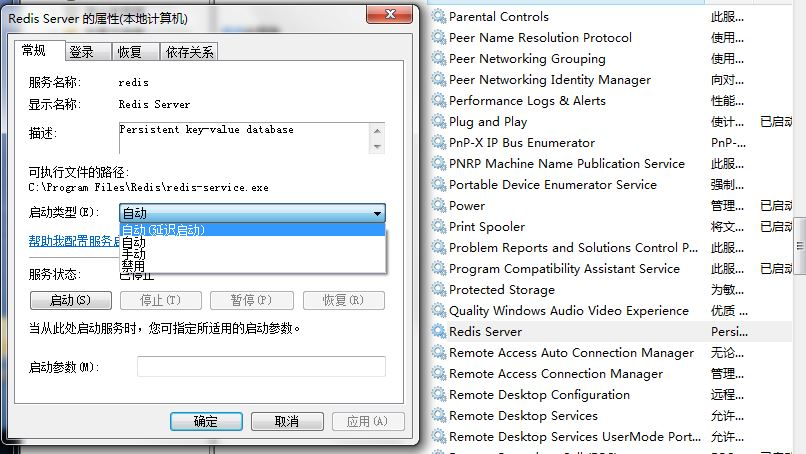 Redis Server 的属性(本地计算机)
常规 登录 恢复 依存关系
服务名称: redis
显示名称: Redis Server
描述: Persistent key-value database
可执行文件的路径:
C:\Program Files\Redis\redis-service.exe
启动类型(E): 自动
自动(延迟启动)
帮助我配置服务启
自动
手动
禁用
服务状态: 已停止
启动(S) 停止(T) 暂停(P) 恢复(R)
当从此处启动服务时，您可指定所适用的启动参数。
启动参数(M):
确定 取消 应用(A)
Parental Controls 此服...
Peer Name Resolution Protocol 使用...
Peer Networking Grouping 使用...
Peer Networking Identity Manager 向对...
Performance Logs & Alerts 性能...
Plug and Play 使计... 已启动
PnP-X IP Bus Enumerator PnP-...
PNRP Machine Name Publication Service 此服...
Portable Device Enumerator Service 强制...
Power 管理... 已启动
Print Spooler 将文... 已启动
Problem Reports and Solutions Control P... 此服...
Program Compatibility Assistant Service 此服... 已启动
Protected Storage 为敏...
Quality Windows Audio Video Experience 优质 ...
Redis Server Persi...
Remote Access Auto Connection Manager 无论...
Remote Access Connection Manager 管理...
Remote Desktop Configuration 远程...
Remote Desktop Services 允许...
Remote Desktop Services UserMode Port... 允许...